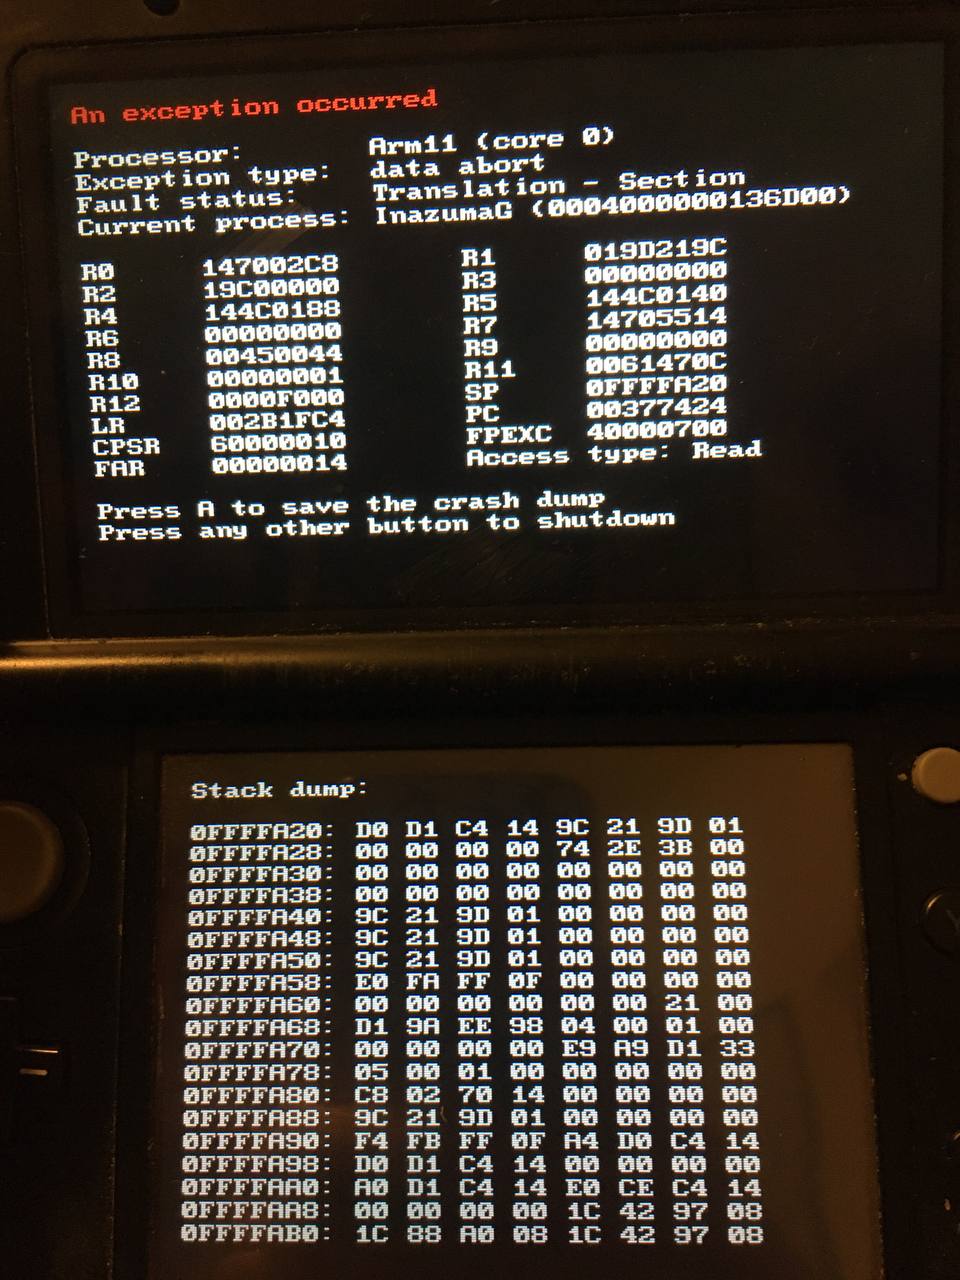 An exception occurred
Processor: Arm11 (core 0)
Exception type: data abort
Fault status: Translation - Section
Current process: InazumaG (0004000000136D00)
R0 147002C8 R1 019D219C
R2 19C00000 R3 00000000
R4 144C0188 R5 144C0140
R6 00000000 R7 14705514
R8 00450044 R9 00000000
R10 00000001 R11 0061470C
R12 0000F000 SP 0FFFFA20
LR 002B1FC4 PC 00377424
CPSR 60000010 FPEXC 40000700
FAR 00000014 Access type: Read
Press A to save the crash dump
Press any other button to shutdown
Stack dump:
0FFFFA20: D0 D1 C4 14 9C 21 9D 01
0FFFFA28: 00 00 00 00 74 2E 3B 00
0FFFFA30: 00 00 00 00 00 00 00 00
0FFFFA38: 00 00 00 00 00 00 00 00
0FFFFA40: 9C 21 9D 01 00 00 00 00
0FFFFA48: 9C 21 9D 01 00 00 00 00
0FFFFA50: 9C 21 9D 01 00 00 00 00
0FFFFA58: E0 FA FF 0F 00 00 00 00
0FFFFA60: 00 00 00 00 00 00 21 00
0FFFFA68: D1 9A EE 98 04 00 01 00
0FFFFA70: 00 00 00 00 E9 A9 D1 33
0FFFFA78: 05 00 01 00 00 00 00 00
0FFFFA80: C8 02 70 14 00 00 00 00
0FFFFA88: 9C 21 9D 01 00 00 00 00
0FFFFA90: F4 FB FF 0F A4 D0 C4 14
0FFFFA98: D0 D1 C4 14 00 00 00 00
0FFFFAA0: A0 D1 C4 14 E0 CE C4 14
0FFFFAA8: 00 00 00 00 1C 42 97 08
0FFFFAB0: 1C 88 A0 08 1C 42 97 08